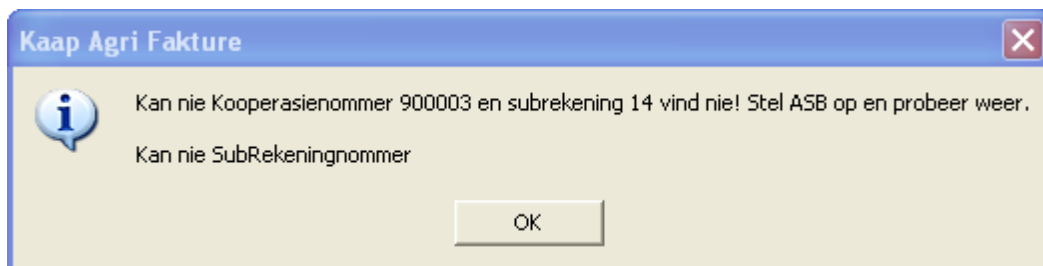 Kaap Agri Fakture
Kan nie Kooperasienommer 900003 en subrekening 14 vind nie! Stel ASB op en probeer weer.
Kan nie SubRekeningnommer
OK